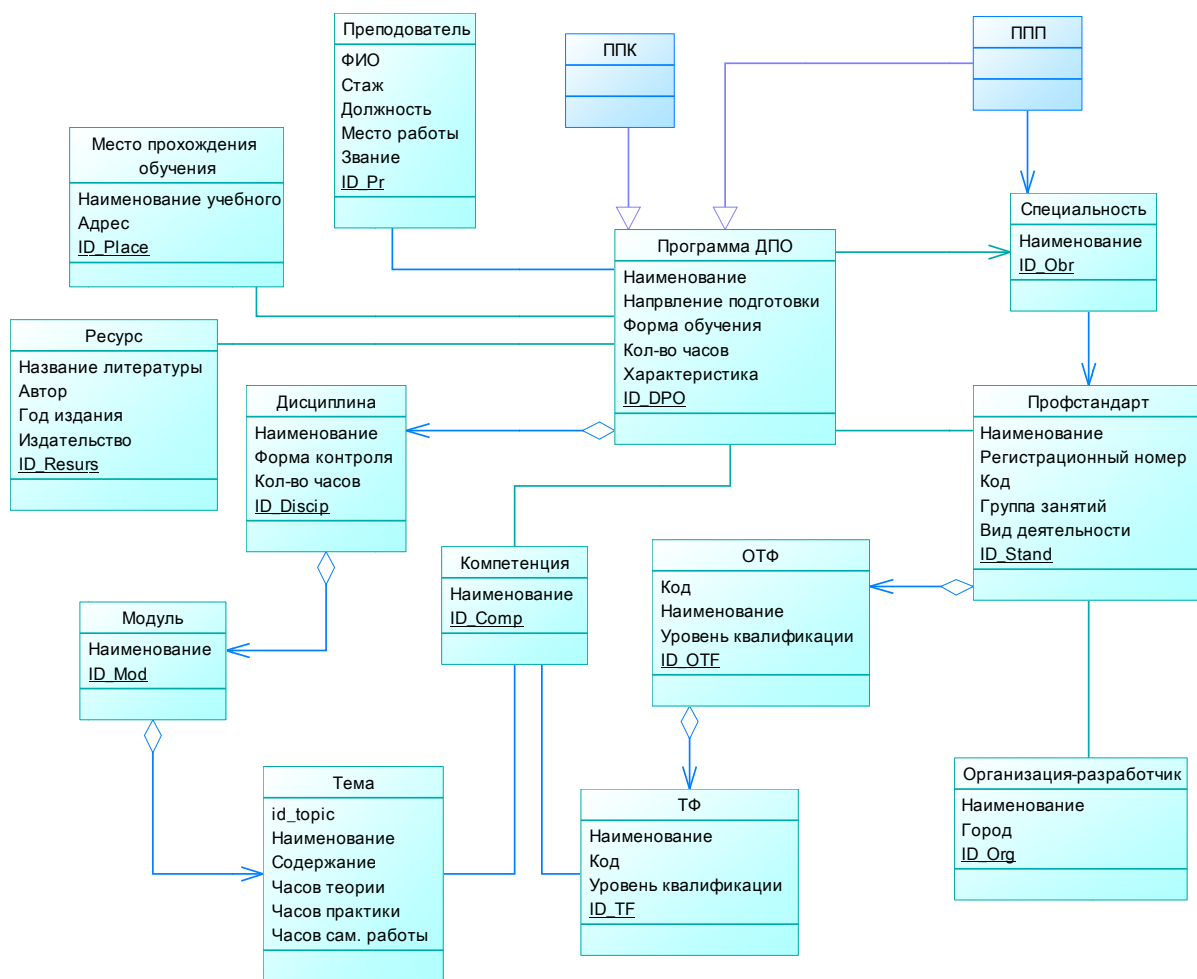 Преподователь
ФИО
Стаж
Должность
Место работы
Звание
ID_Pr
ППК
ППП
Место прохождения
обучения
Наименование учебного
Адрес
ID_Place
Специальность
Наименование
ID_Obr
Программа ДПО
Наименование
Напрвление подготовки
Форма обучения
Кол-во часов
Характеристика
ID_DPO
Ресурс
Название литературы
Автор
Год издания
Издательство
ID_Resurs
Дисциплина
Наименование
Форма контроля
Кол-во часов
ID_Discip
Профстандарт
Наименование
Регистрационный номер
Код
Группа занятий
Вид деятельности
ID_Stand
Компетенция
Наименование
ID_Comp
ОТФ
Код
Наименование
Уровень квалификации
ID_OTF
Модуль
Наименование
ID_Mod
Тема
id_topic
Наименование
Содержание
Часов теории
Часов практики
Часов сам. работы
ТФ
Наименование
Код
Уровень квалификации
ID_TF
Организация-разработчик
Наименование
Город
ID_Org